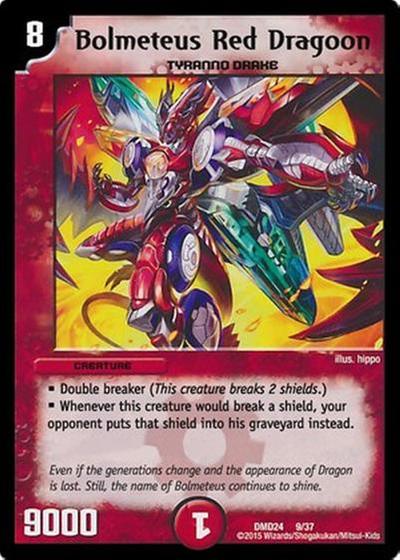 8
Bolmeteus Red Dragoon
TYRANNO DRAKE
illus. hippo
CREATURE
▪ Double breaker (This creature breaks 2 shields.)
▪ Whenever this creature would break a shield, your
opponent puts that shield into his graveyard instead.
Even if the generations change and the appearance of Dragon
is lost. Still, the name of Bolmeteus continues to shine.
9000
1
DMD24 9/37
©2015 Wizards/Shogakukan/Mitsui-Kids